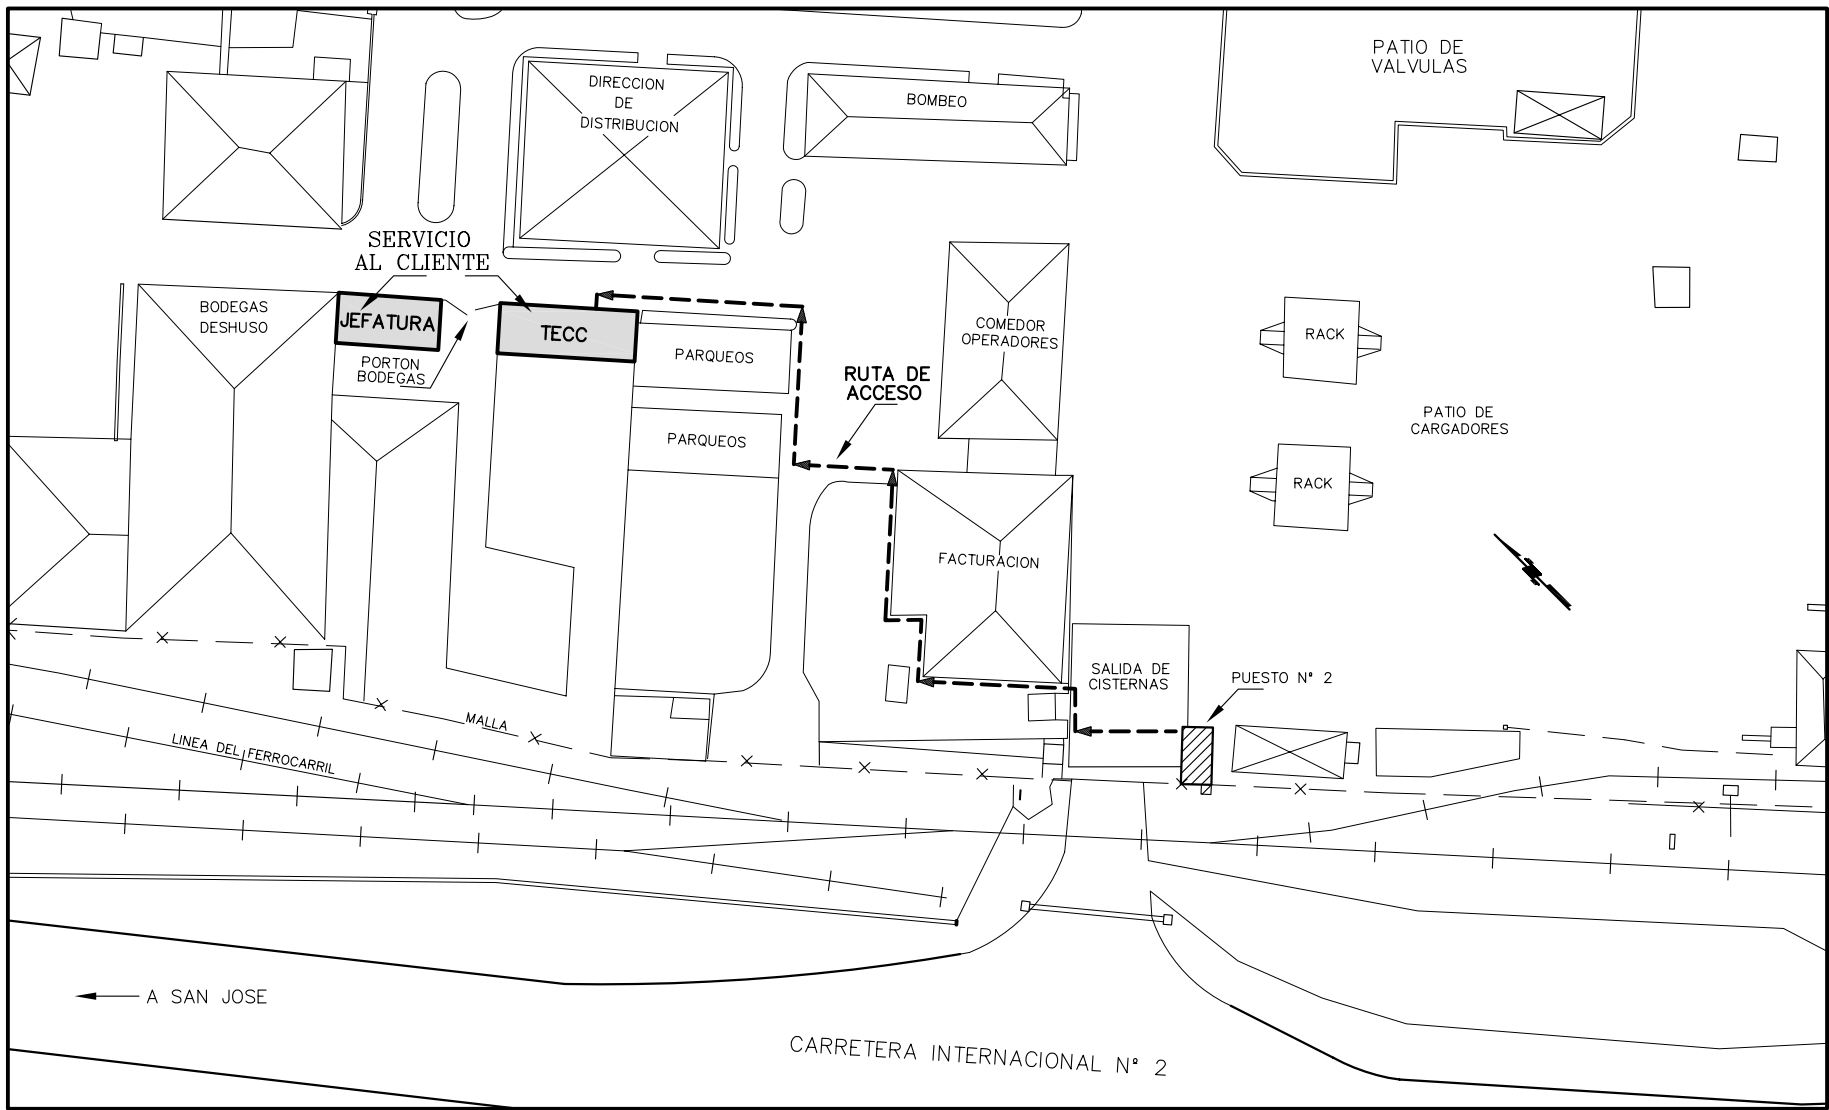 PATIO DE
VALVULAS
DIRECCION
DE
DISTRIBUCION
BOMBEO
SERVICIO
AL CLIENTE
BODEGAS
DESHUSO
JEFATURA
TECC
PORTON
BODEGAS
PARQUEOS
PARQUEOS
RUTA DE
ACCESO
COMEDOR
OPERADORES
RACK
PATIO DE
CARGADORES
RACK
FACTURACION
SALIDA DE
CISTERNAS
PUESTO N° 2
MALLA
LINEA DEL FERROCARRIL
A SAN JOSE
CARRETERA INTERNACIONAL N° 2